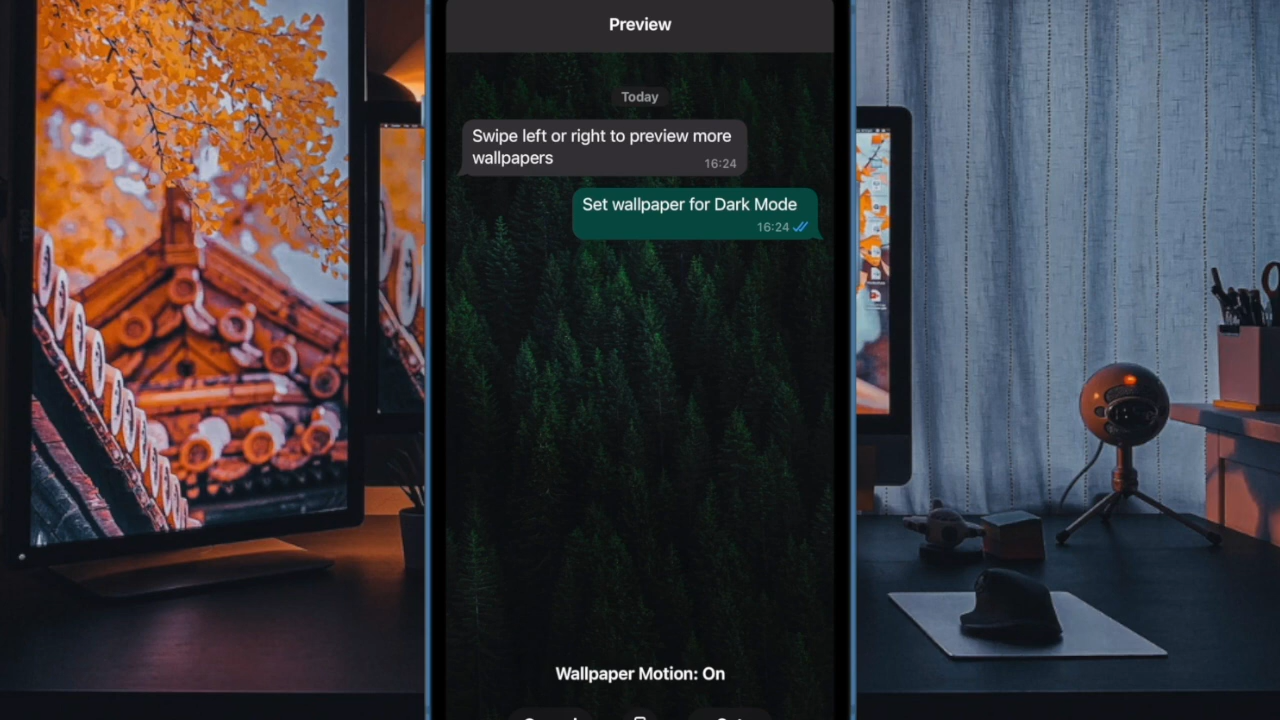 Preview
Today
Swipe left or right to preview more
wallpapers
16:24
Set wallpaper for Dark Mode
16:24
Wallpaper Motion: On